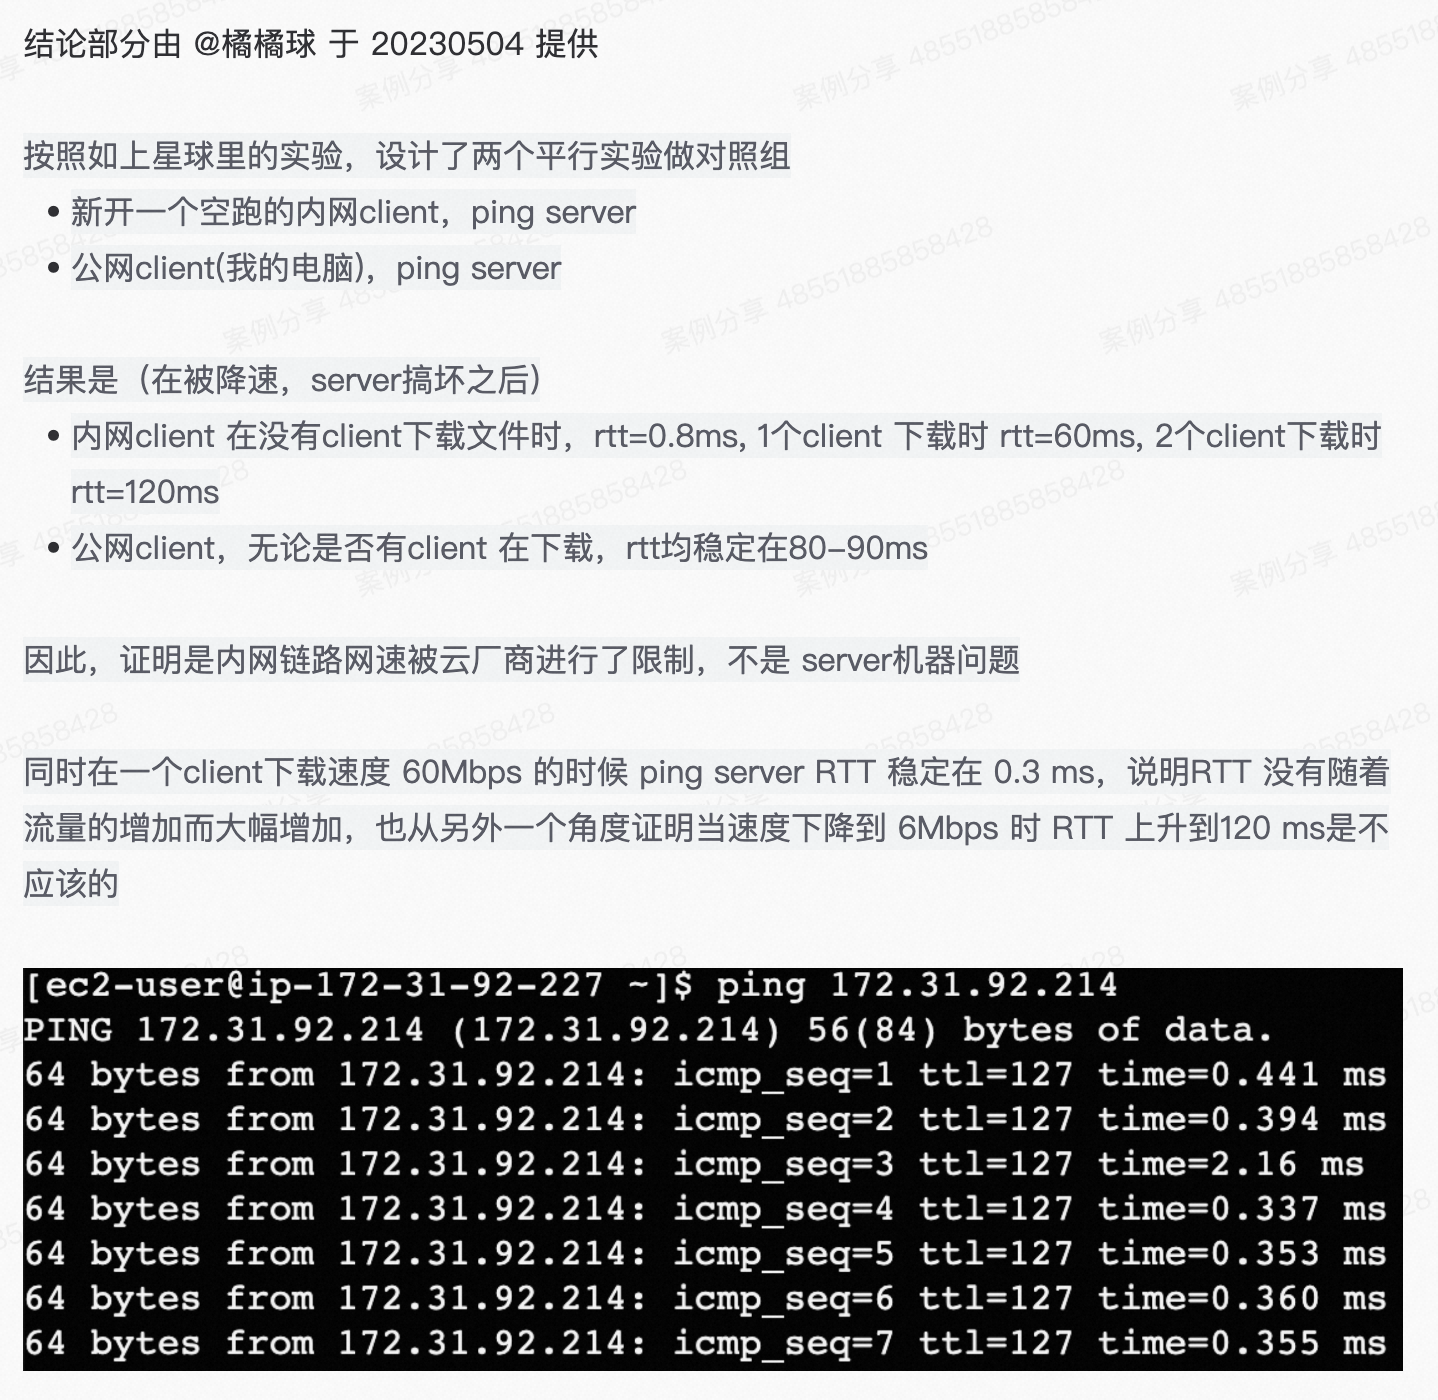 结论部分由 @橘橘球 于 20230504 提供
按照如上星球里的实验，设计了两个平行实验做对照组
• 新开一个空跑的内网client，ping server
• 公网client(我的电脑)，ping server
结果是（在被降速，server搞坏之后）
• 内网client 在没有client下载文件时，rtt=0.8ms, 1个client 下载时 rtt=60ms, 2个client下载时
rtt=120ms
• 公网client，无论是否有client 在下载，rtt均稳定在80–90ms
因此，证明是内网链路网速被云厂商进行了限制，不是 server机器问题
同时在一个client下载速度 60Mbps 的时候 ping server RTT 稳定在 0.3 ms，说明RTT 没有随着
流量的增加而大幅增加，也从另外一个角度证明当速度下降到 6Mbps 时 RTT 上升到120 ms是不
应该的
[ec2-user@ip-172-31-92-227 ~]$ ping 172.31.92.214
PING 172.31.92.214 (172.31.92.214) 56(84) bytes of data.
64 bytes from 172.31.92.214: icmp_seq=1 ttl=127 time=0.441 ms
64 bytes from 172.31.92.214: icmp_seq=2 ttl=127 time=0.394 ms
64 bytes from 172.31.92.214: icmp_seq=3 ttl=127 time=2.16 ms
64 bytes from 172.31.92.214: icmp_seq=4 ttl=127 time=0.337 ms
64 bytes from 172.31.92.214: icmp_seq=5 ttl=127 time=0.353 ms
64 bytes from 172.31.92.214: icmp_seq=6 ttl=127 time=0.360 ms
64 bytes from 172.31.92.214: icmp_seq=7 ttl=127 time=0.355 ms
案例分享 48551885858428